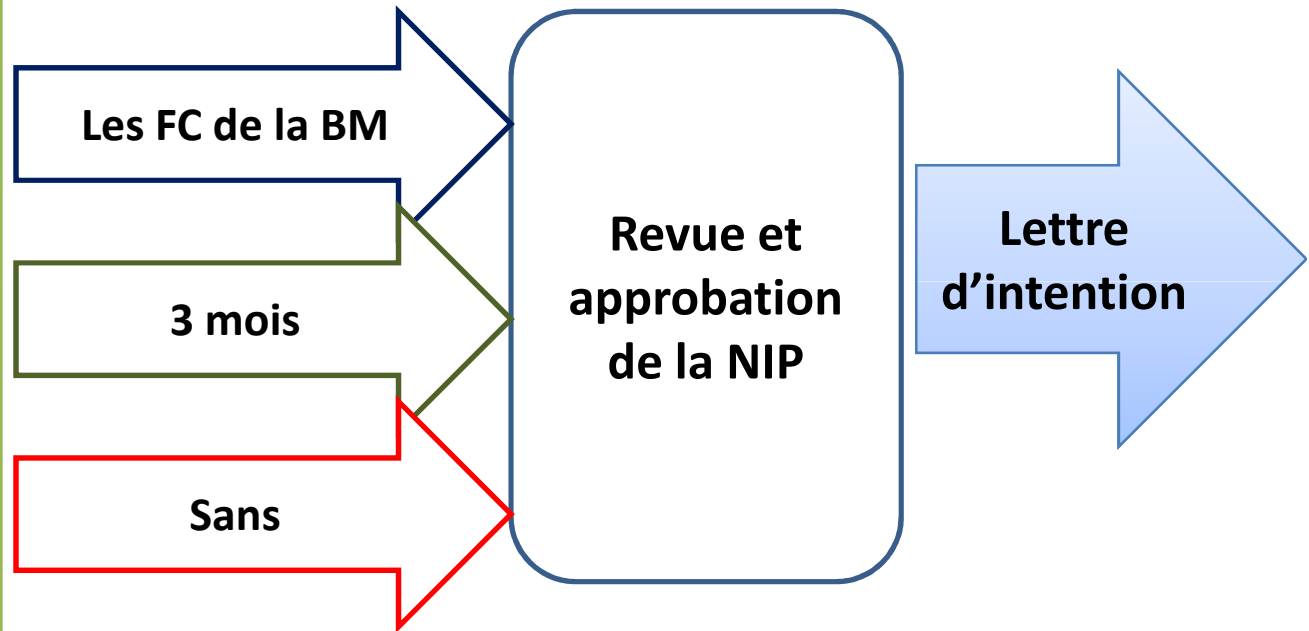 Les FC de la BM
3 mois
Sans
Revue et
approbation
de la NIP
Lettre
d’intention